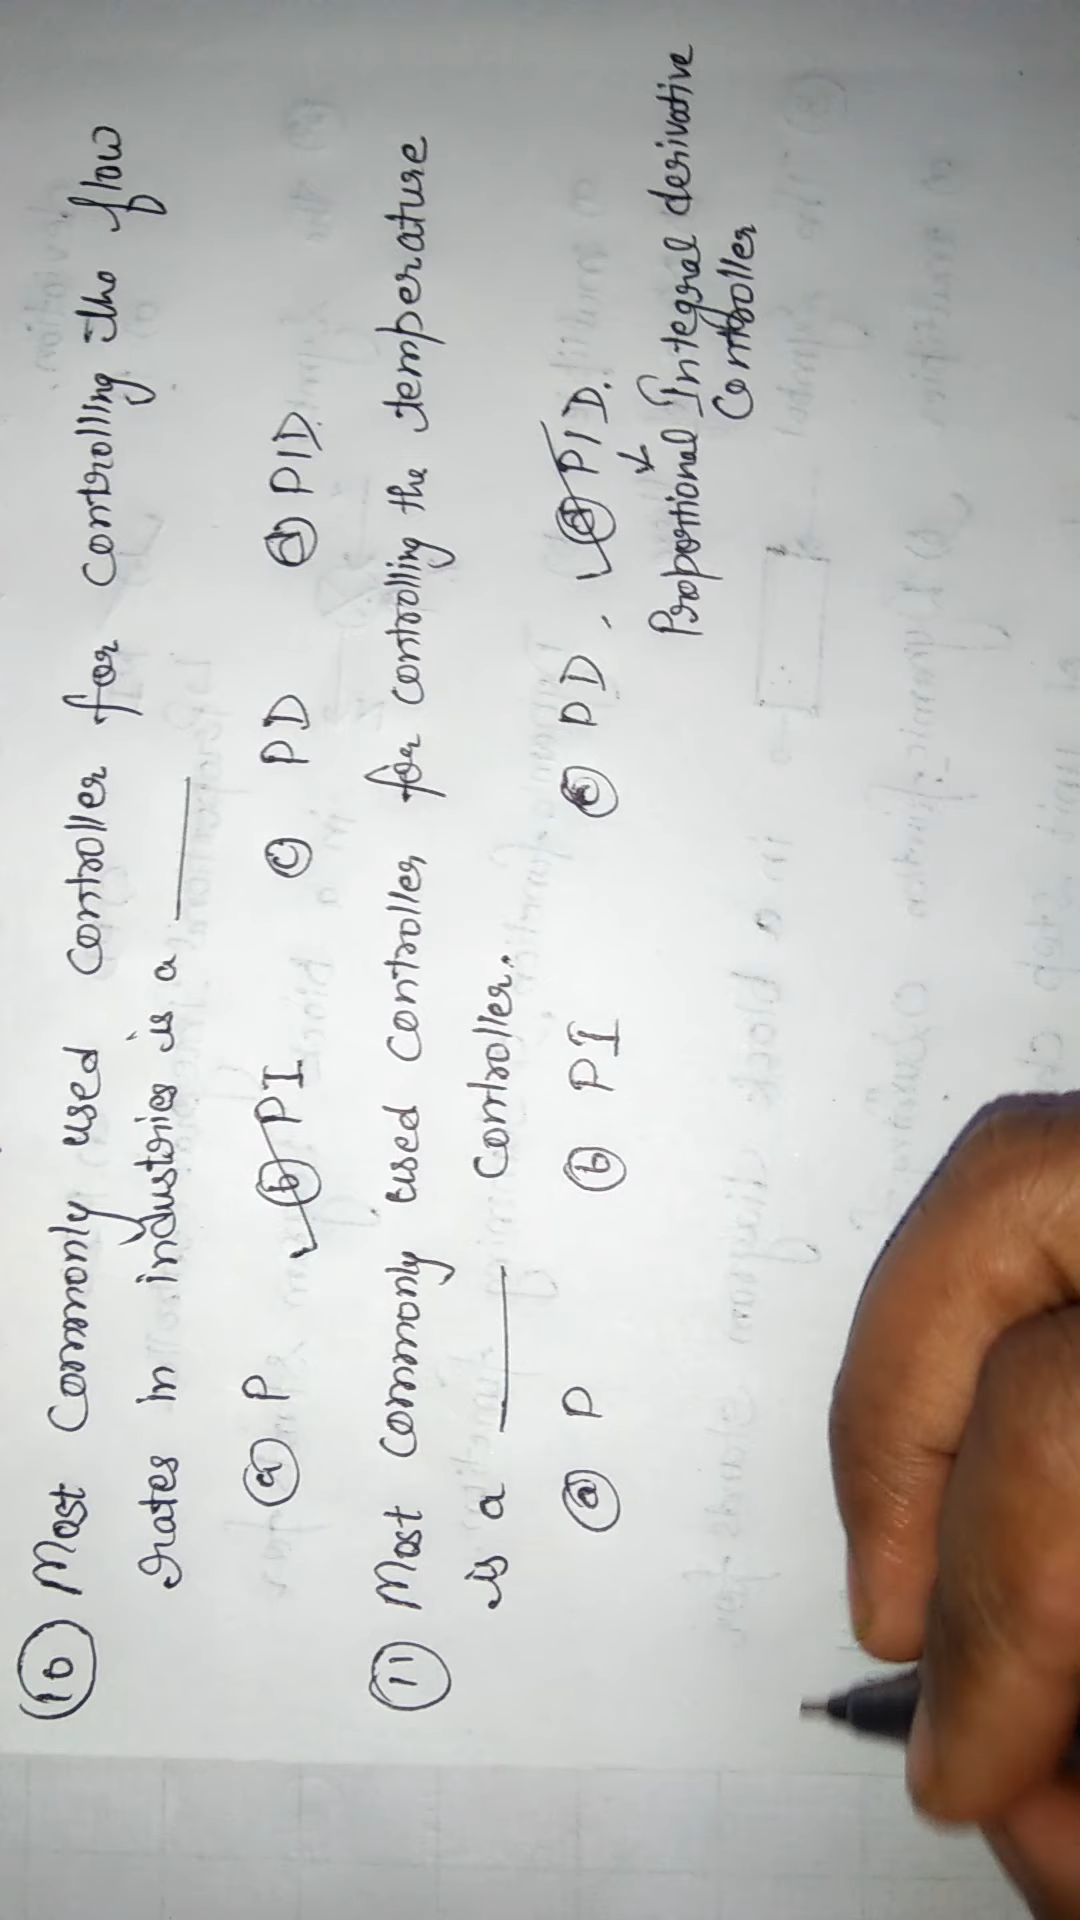 (10) Most Commonly used Controller for Controlling the flow
rates in industries is a ______
(a) P (b) PI (c) PD (d) PID
(11) Most commonly used controller for controlling the temperature
is a ______ Controller.
(a) P (b) PI (c) PD. (d) PID.
Proportional Integral derivative
Controller